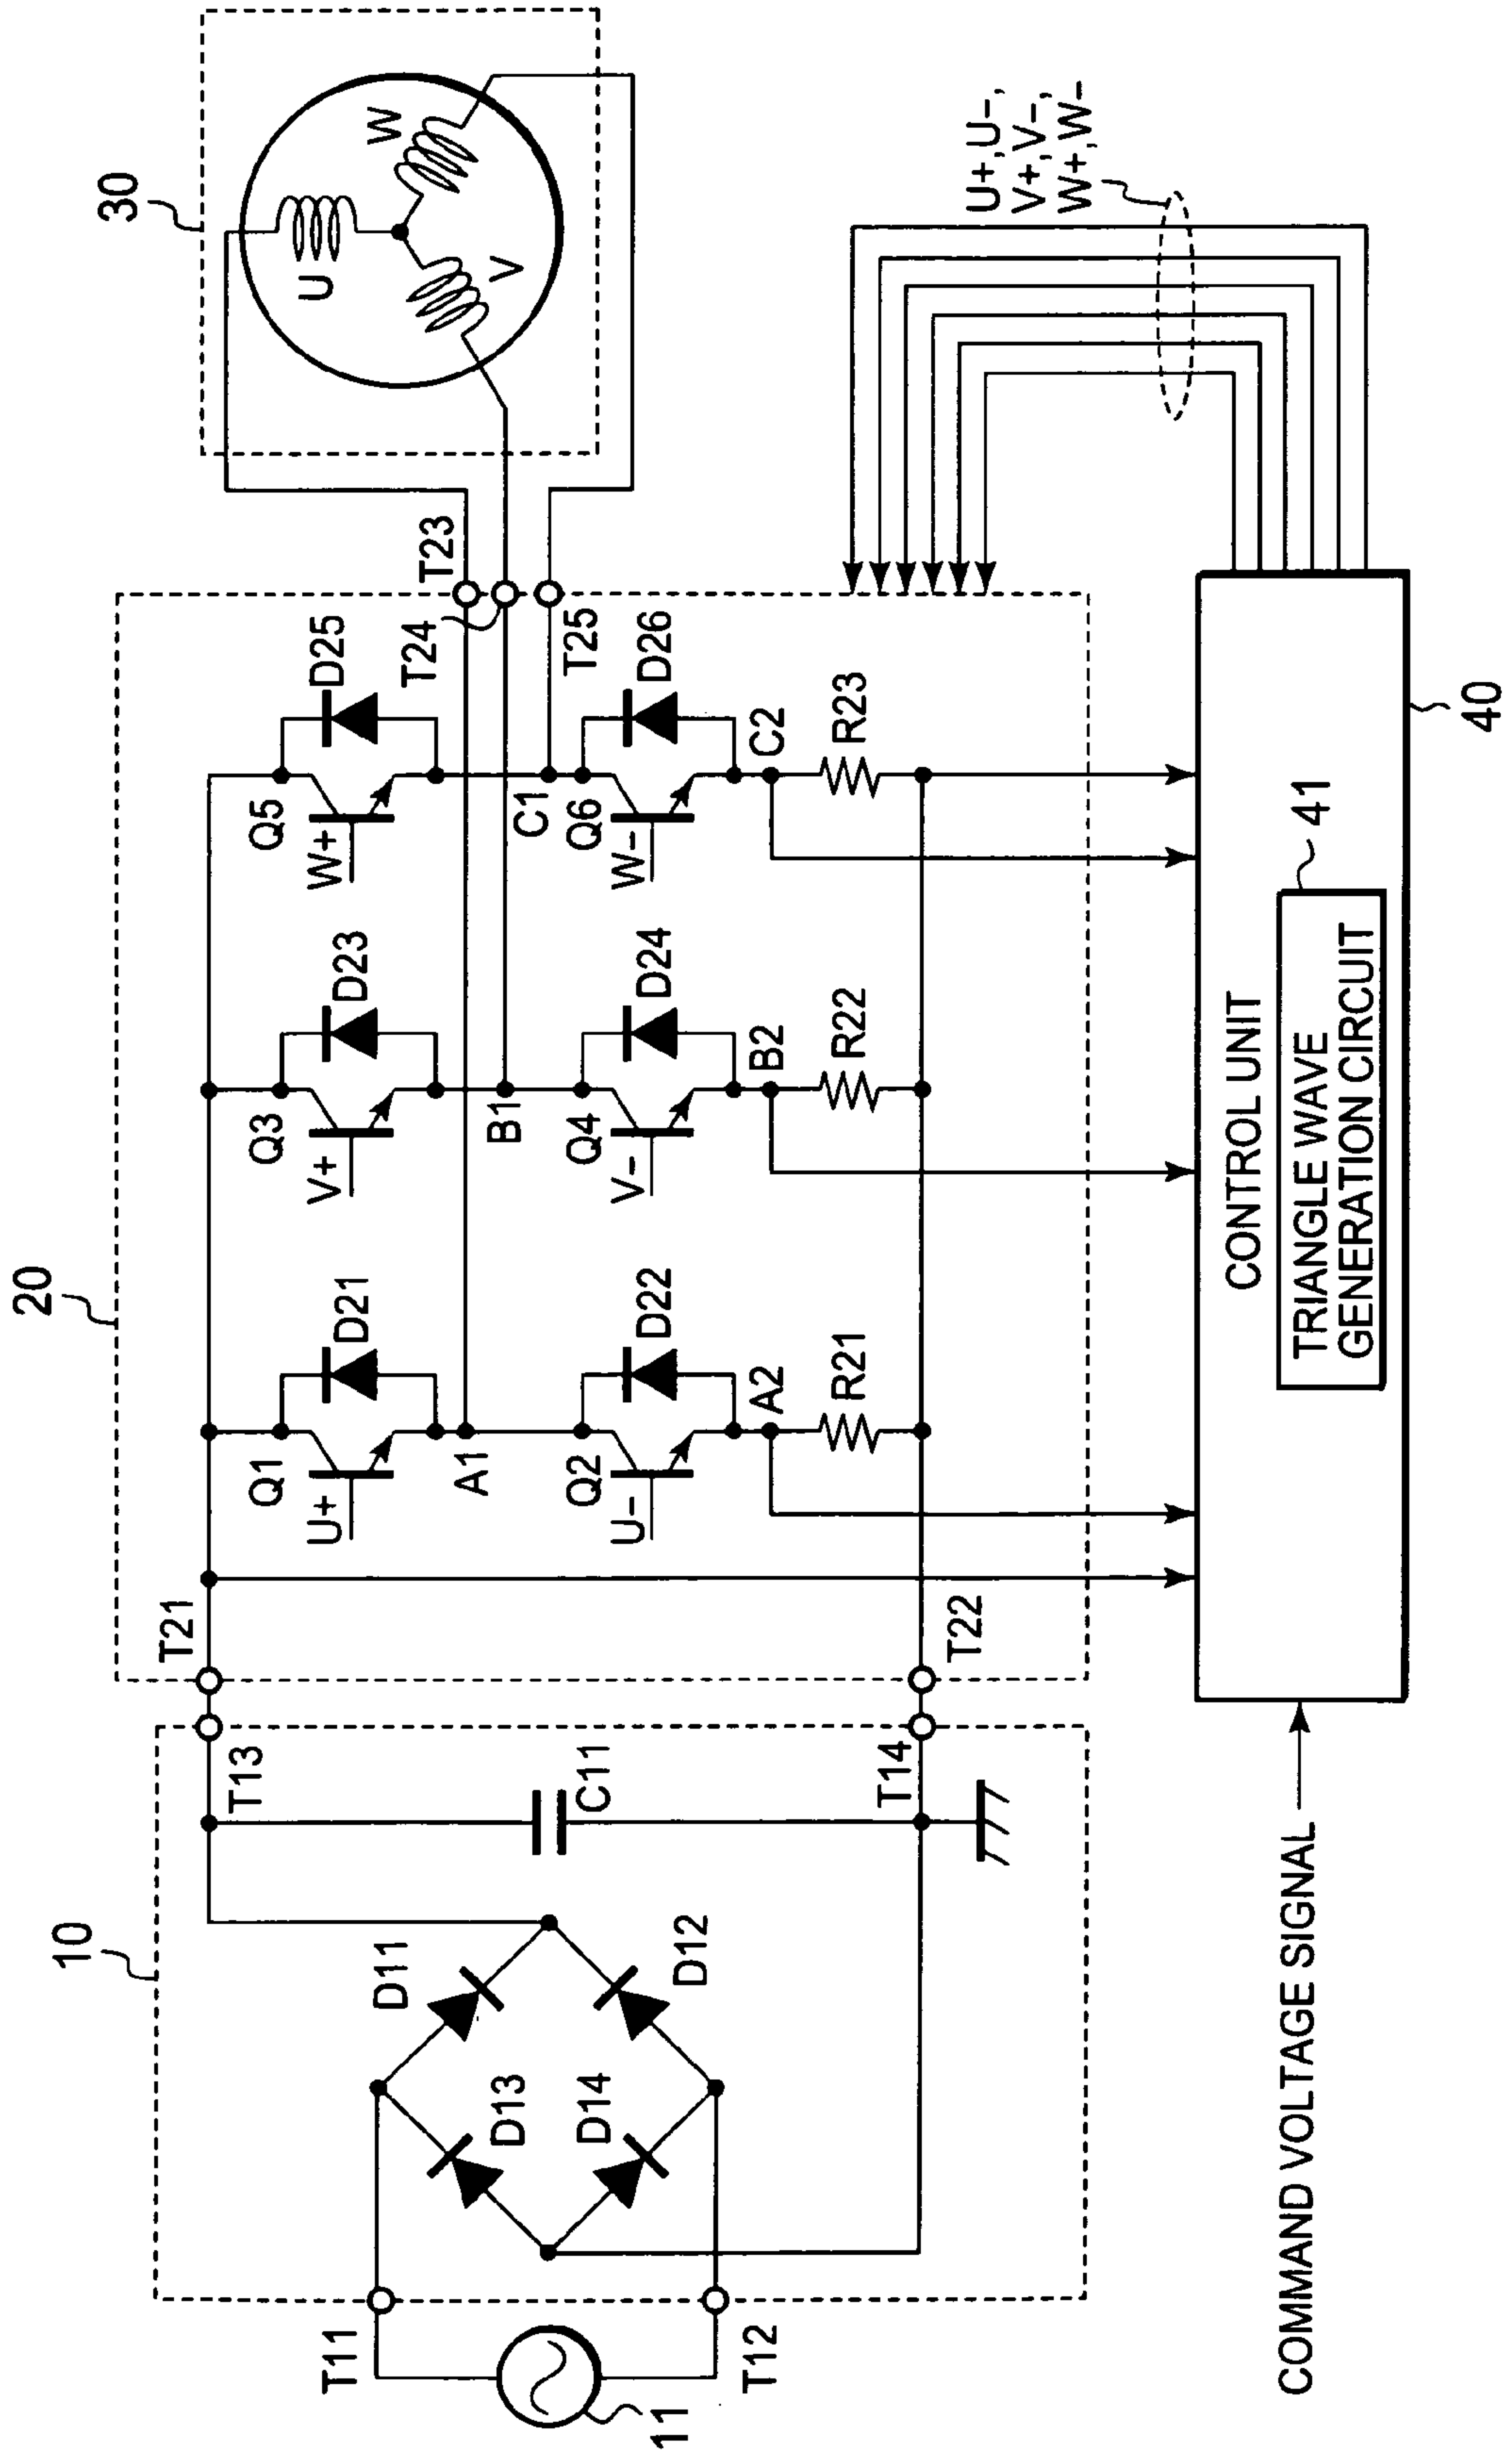 10
20
30
11
T11
T12
D11
D12
D13
D14
C11
T13
T14
T21
T22
Q1
U+
D21
A1
Q2
U-
D22
A2
R21
Q3
V+
D23
B1
Q4
V-
D24
B2
R22
Q5
W+
D25
C1
Q6
W-
D26
C2
R23
T23
T24
T25
U
V
W
U+,U-,
V+,V-,
W+,W-
COMMAND VOLTAGE SIGNAL
CONTROL UNIT
TRIANGLE WAVE
GENERATION CIRCUIT
41
40